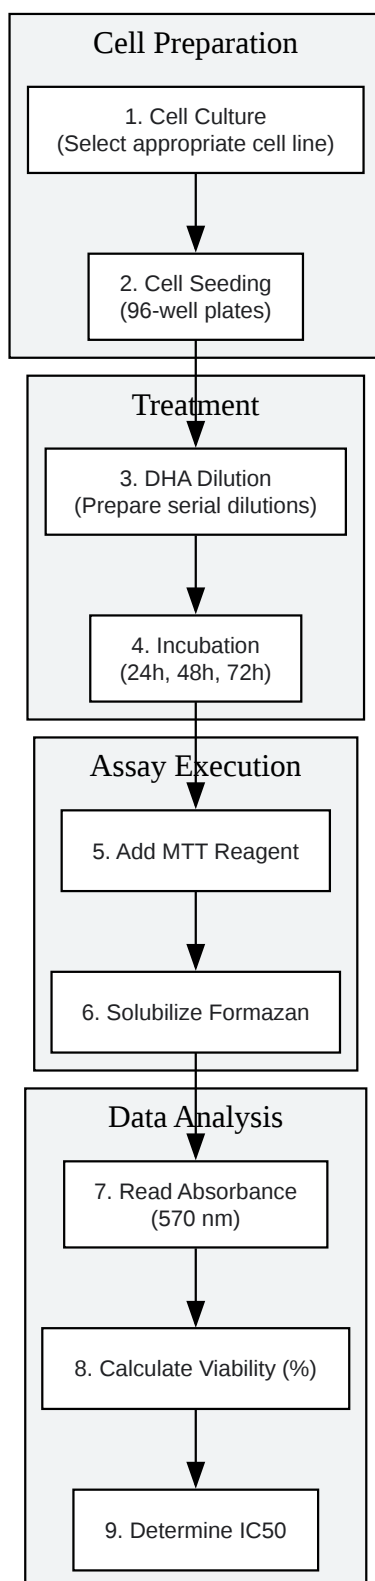 Cell Preparation
1. Cell Culture
(Select appropriate cell line)
2. Cell Seeding
(96-well plates)
Treatment
3. DHA Dilution
(Prepare serial dilutions)
4. Incubation
(24h, 48h, 72h)
Assay Execution
5. Add MTT Reagent
6. Solubilize Formazan
Data Analysis
7. Read Absorbance
(570 nm)
8. Calculate Viability (%)
9. Determine IC50